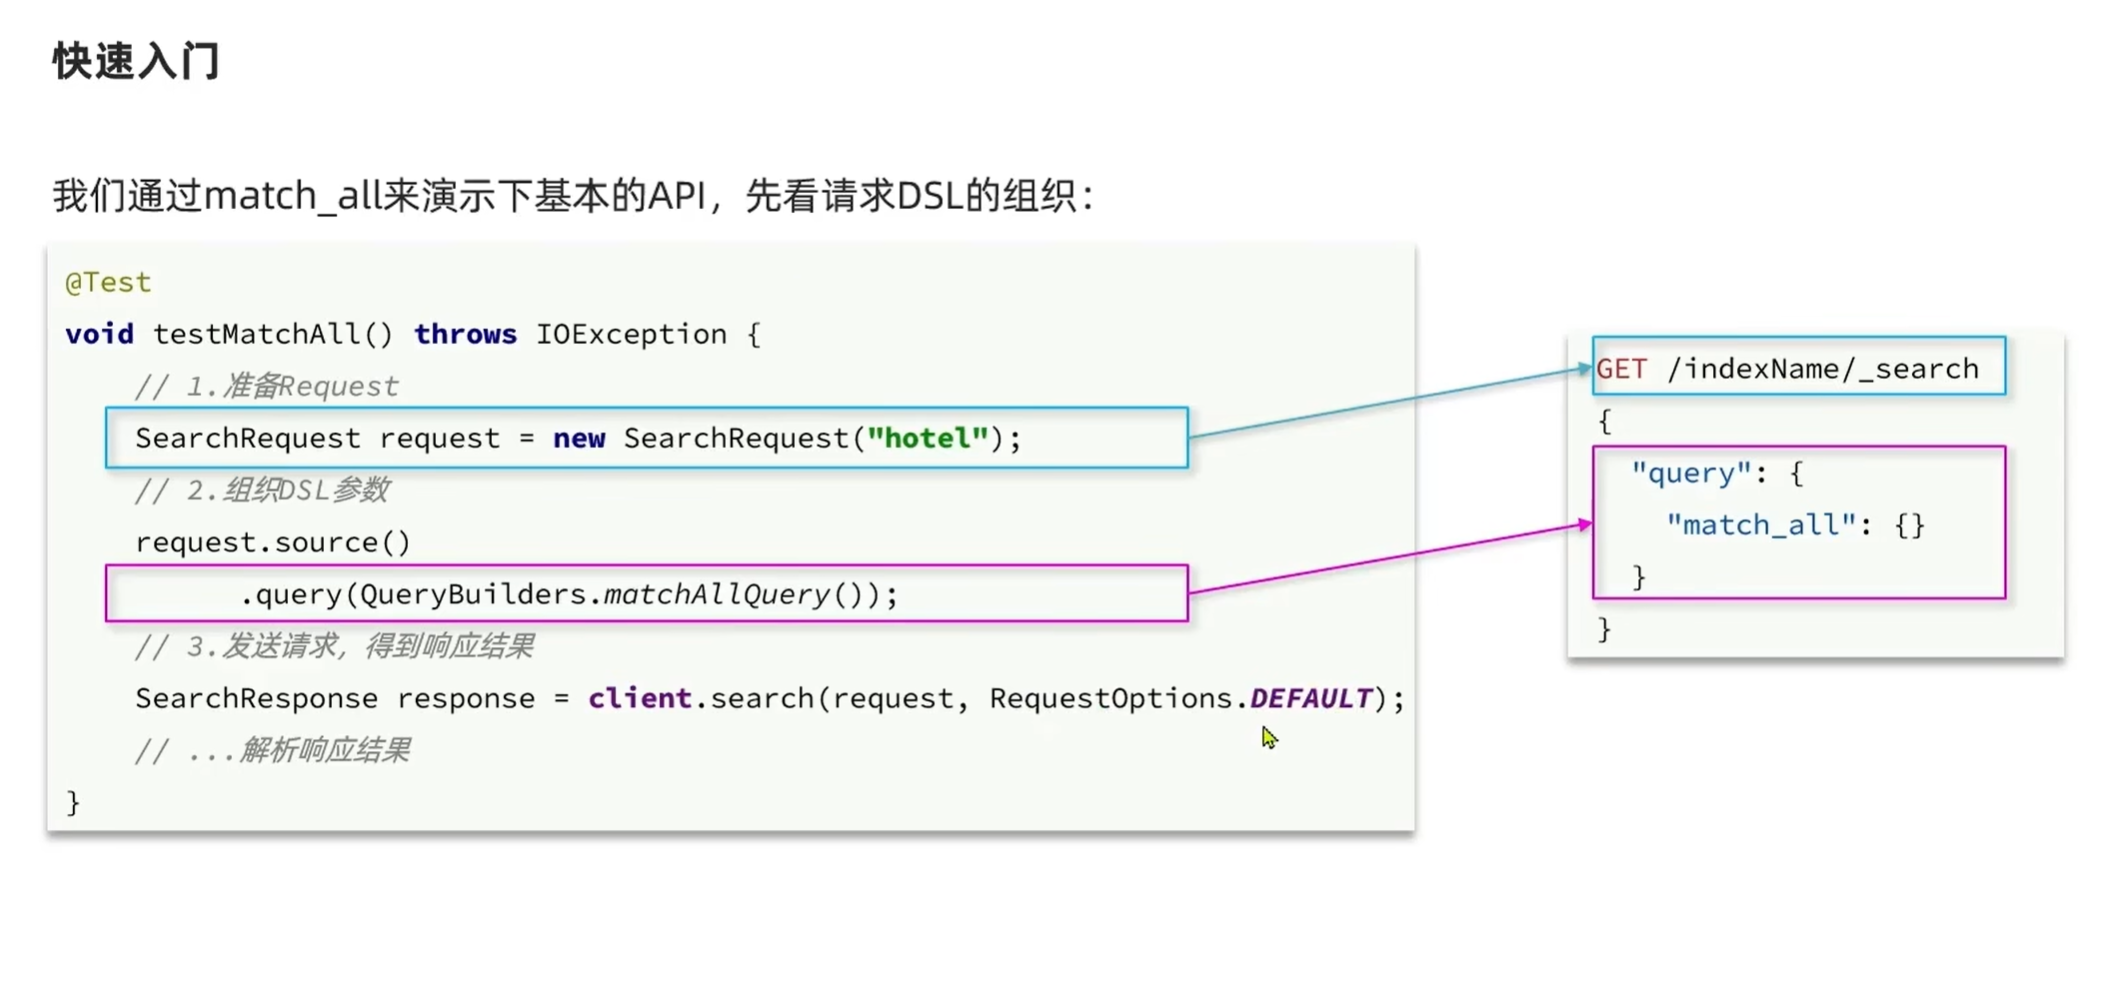 快速入门
我们通过match_all来演示下基本的API，先看请求DSL的组织：
@Test
void testMatchAll() throws IOException {
// 1.准备Request
SearchRequest request = new SearchRequest("hotel");
// 2.组织DSL参数
request.source()
.query(QueryBuilders.matchAllQuery());
// 3.发送请求，得到响应结果
SearchResponse response = client.search(request, RequestOptions.DEFAULT);
// ...解析响应结果
}
GET /indexName/_search
{
"query": {
"match_all": {}
}
}